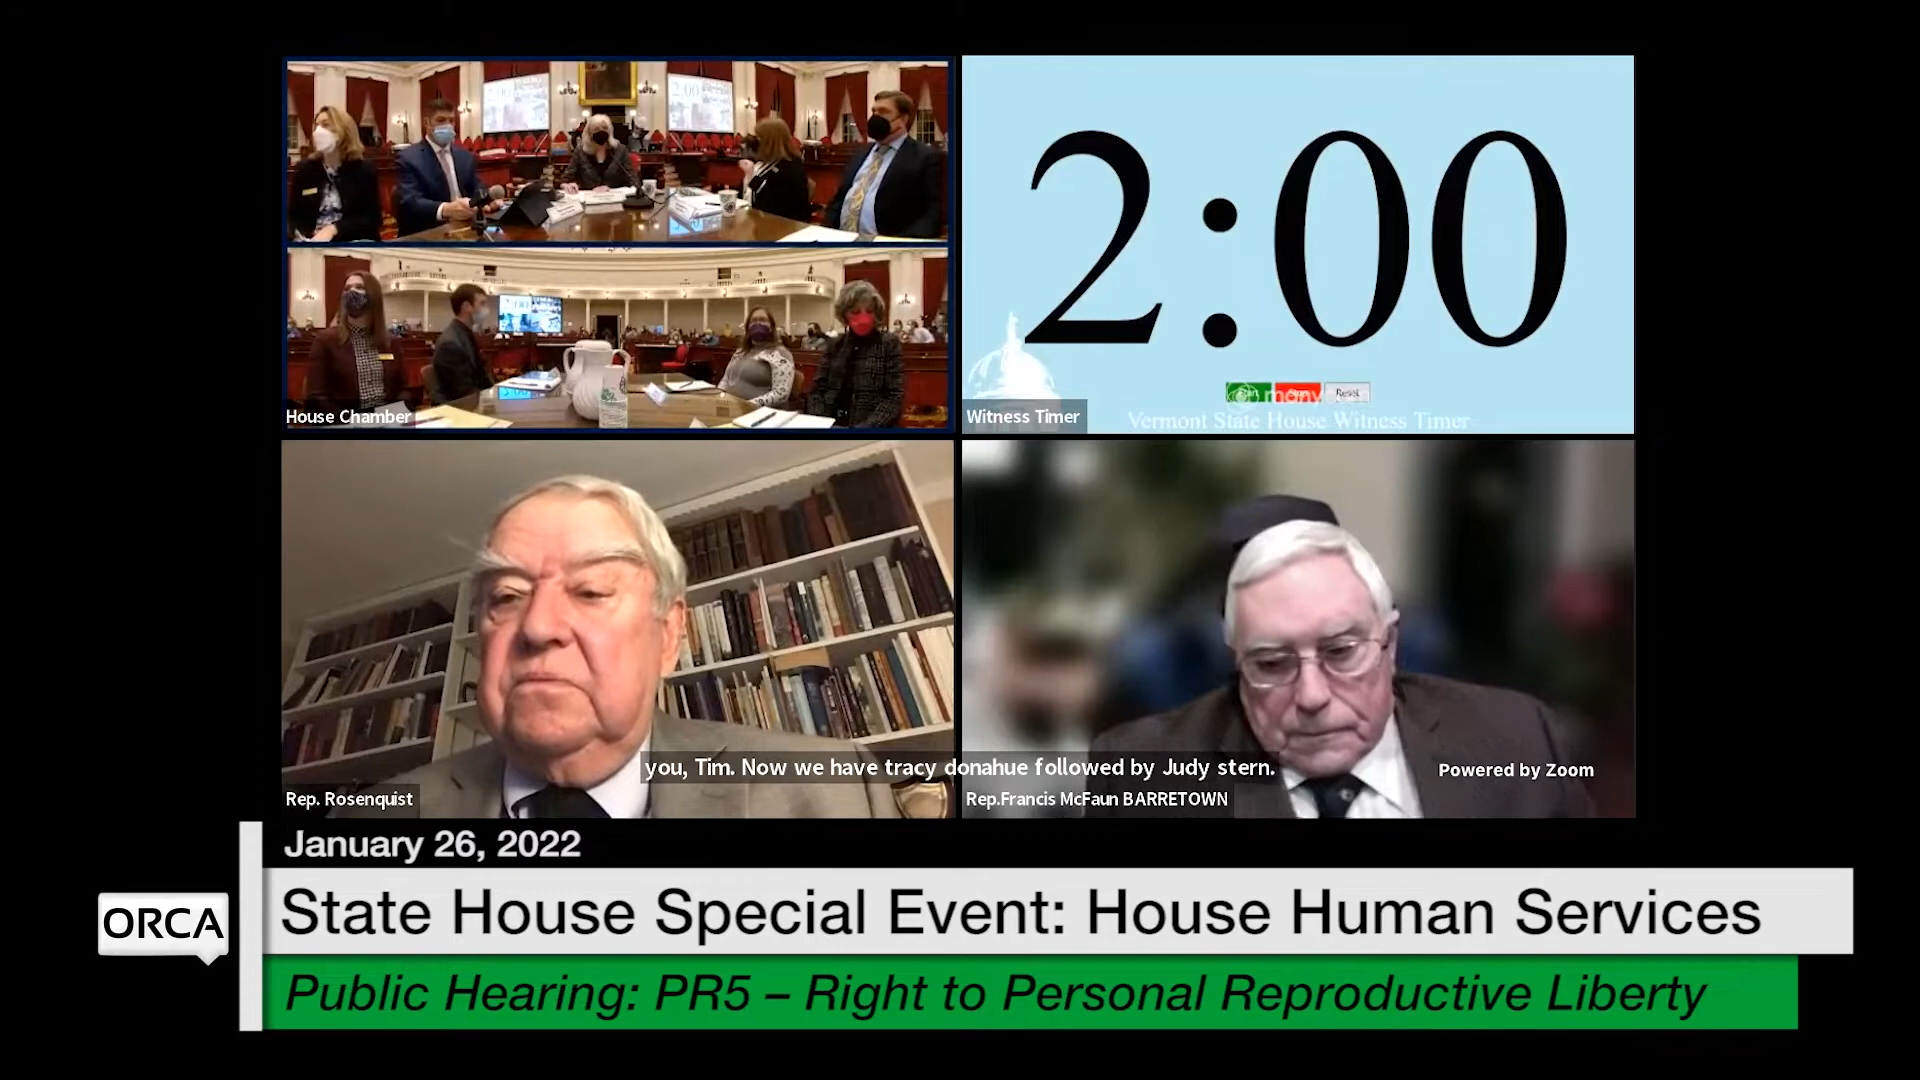 House Chamber
2:00
Reset
Witness Timer
Vermont State House Witness Timer
you, Tim. Now we have tracy donahue followed by Judy stern.
Powered by Zoom
Rep. Rosenquist
Rep.Francis McFaun BARRETOWN
January 26, 2022
ORCA
State House Special Event: House Human Services
Public Hearing: PR5 – Right to Personal Reproductive Liberty